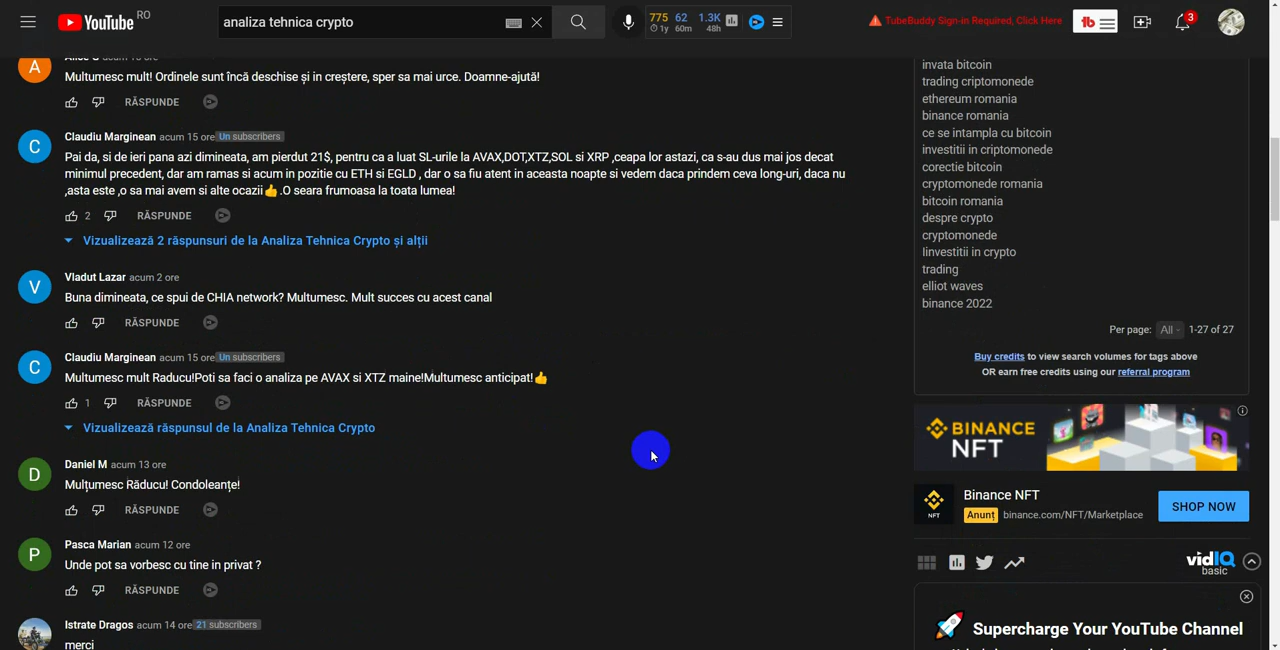 YouTube RO
analiza tehnica crypto
775 62 1.3K
1y 60m 48h
TubeBuddy Sign-in Required, Click Here
tb
3
A
Multumesc mult! Ordinele sunt încă deschise și in creștere, sper sa mai urce. Doamne-ajută!
RĂSPUNDE
C
Claudiu Marginean acum 15 ore Un subscribers
Pai da, si de ieri pana azi dimineata, am pierdut 21$, pentru ca a luat SL-urile la AVAX,DOT,XTZ,SOL si XRP ,ceapa lor astazi, ca s-au dus mai jos decat
minimul precedent, dar am ramas si acum in pozitie cu ETH si EGLD , dar o sa fiu atent in aceasta noapte si vedem daca prindem ceva long-uri, daca nu
,asta este ,o sa mai avem si alte ocazii👍.O seara frumoasa la toata lumea!
2 RĂSPUNDE
Vizualizează 2 răspunsuri de la Analiza Tehnica Crypto și alții
V
Vladut Lazar acum 2 ore
Buna dimineata, ce spui de CHIA network? Multumesc. Mult succes cu acest canal
RĂSPUNDE
C
Claudiu Marginean acum 15 ore Un subscribers
Multumesc mult Raducu!Poti sa faci o analiza pe AVAX si XTZ maine!Multumesc anticipat!👍
1 RĂSPUNDE
Vizualizează răspunsul de la Analiza Tehnica Crypto
D
Daniel M acum 13 ore
Mulțumesc Răducu! Condoleanțe!
RĂSPUNDE
P
Pasca Marian acum 12 ore
Unde pot sa vorbesc cu tine in privat ?
RĂSPUNDE
Istrate Dragos acum 14 ore 21 subscribers
merci
invata bitcoin
trading criptomonede
ethereum romania
binance romania
ce se intampla cu bitcoin
investitii in criptomonede
corectie bitcoin
cryptomonede romania
bitcoin romania
despre crypto
cryptomonede
Iinvestitii in crypto
trading
elliot waves
binance 2022
Per page: All 1-27 of 27
Buy credits to view search volumes for tags above
OR earn free credits using our referral program
BINANCE
NFT
NFT
Binance NFT
Anunț binance.com/NFT/Marketplace
SHOP NOW
vidIQ
basic
Supercharge Your YouTube Channel